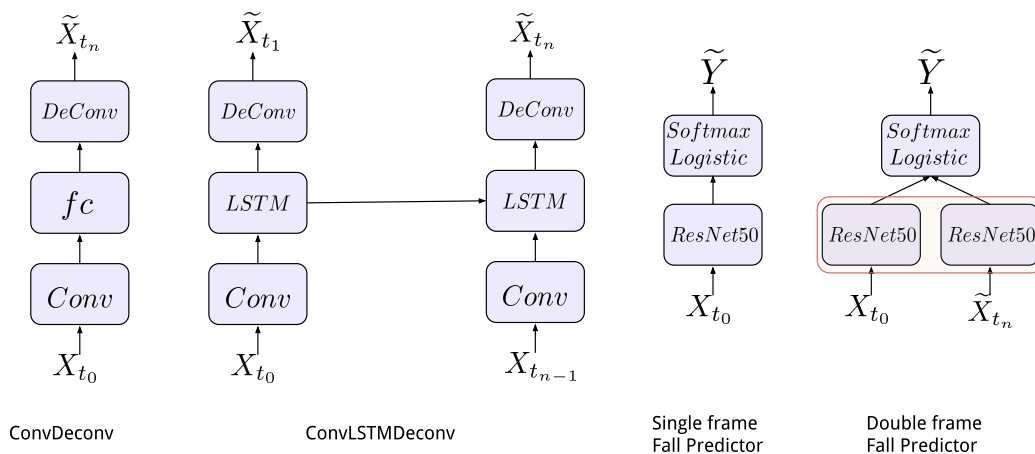 X̃_{t_n}
DeConv
fc
Conv
X_{t_0}
ConvDeconv
X̃_{t_1}
DeConv
LSTM
Conv
X_{t_0}
X̃_{t_n}
DeConv
LSTM
Conv
X_{t_{n-1}}
ConvLSTMDeconv
Ỹ
Softmax
Logistic
ResNet50
X_{t_0}
Single frame
Fall Predictor
Ỹ
Softmax
Logistic
ResNet50
ResNet50
X_{t_0}
X̃_{t_n}
Double frame
Fall Predictor